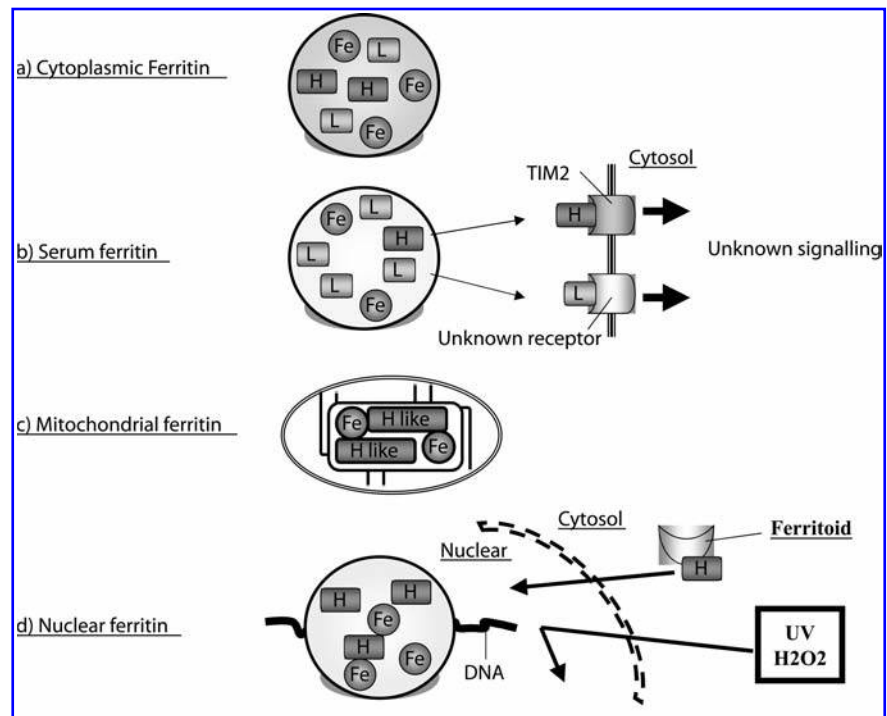 a) Cytoplasmic Ferritin
Fe
L
H
H
Fe
L
Fe
b) Serum ferritin
L
Fe
H
L
L
L
Fe
TIM2
Cytosol
H
Unknown signalling
L
Unknown receptor
c) Mitochondrial ferritin
Fe
H like
H like
Fe
d) Nuclear ferritin
H
H
Fe
H
Fe
Fe
DNA
Nuclear
Cytosol
Ferritoid
H
UV
H2O2